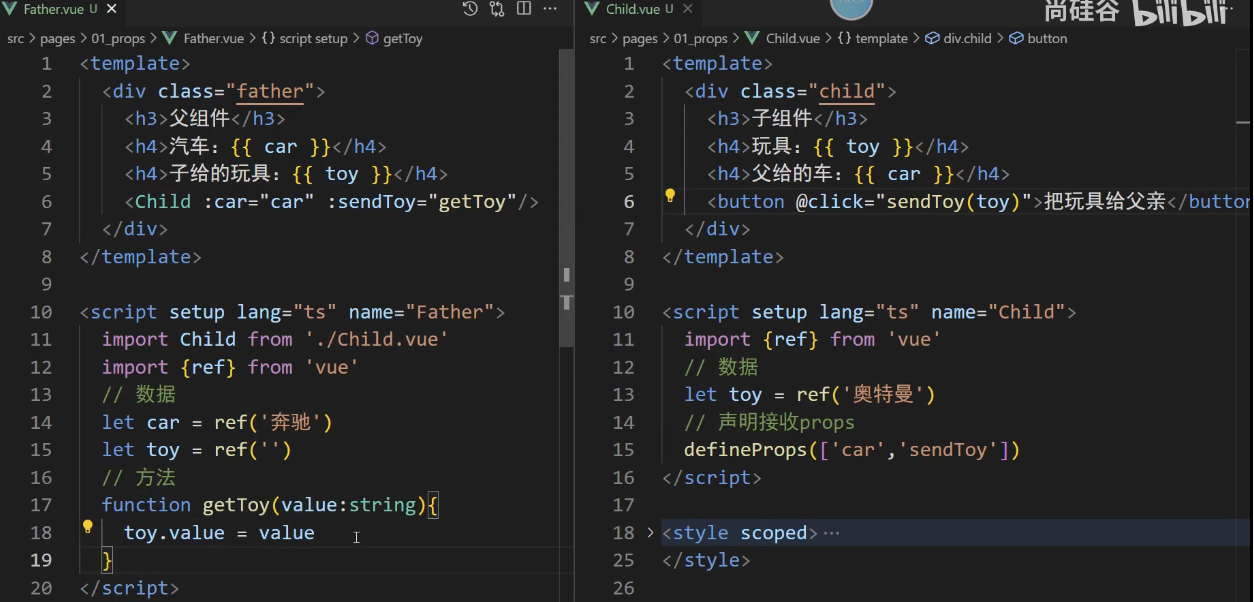 Father.vue U
src > pages > 01_props > Father.vue > {} script setup > getToy
1 <template>
2 <div class="father">
3 <h3>父组件</h3>
4 <h4>汽车：{{ car }}</h4>
5 <h4>子给的玩具：{{ toy }}</h4>
6 <Child :car="car" :sendToy="getToy"/>
7 </div>
8 </template>
9
10 <script setup lang="ts" name="Father">
11 import Child from './Child.vue'
12 import {ref} from 'vue'
13 // 数据
14 let car = ref('奔驰')
15 let toy = ref('')
16 // 方法
17 function getToy(value:string){
18 toy.value = value
19 }
20 </script>
Child.vue U
尚硅谷 bilibili
src > pages > 01_props > Child.vue > {} template > div.child > button
1 <template>
2 <div class="child">
3 <h3>子组件</h3>
4 <h4>玩具：{{ toy }}</h4>
5 <h4>父给的车：{{ car }}</h4>
6 <button @click="sendToy(toy)">把玩具给父亲</button
7 </div>
8 </template>
9
10 <script setup lang="ts" name="Child">
11 import {ref} from 'vue'
12 // 数据
13 let toy = ref('奥特曼')
14 // 声明接收props
15 defineProps(['car','sendToy'])
16 </script>
17
18 > <style scoped> ···
25 </style>
26